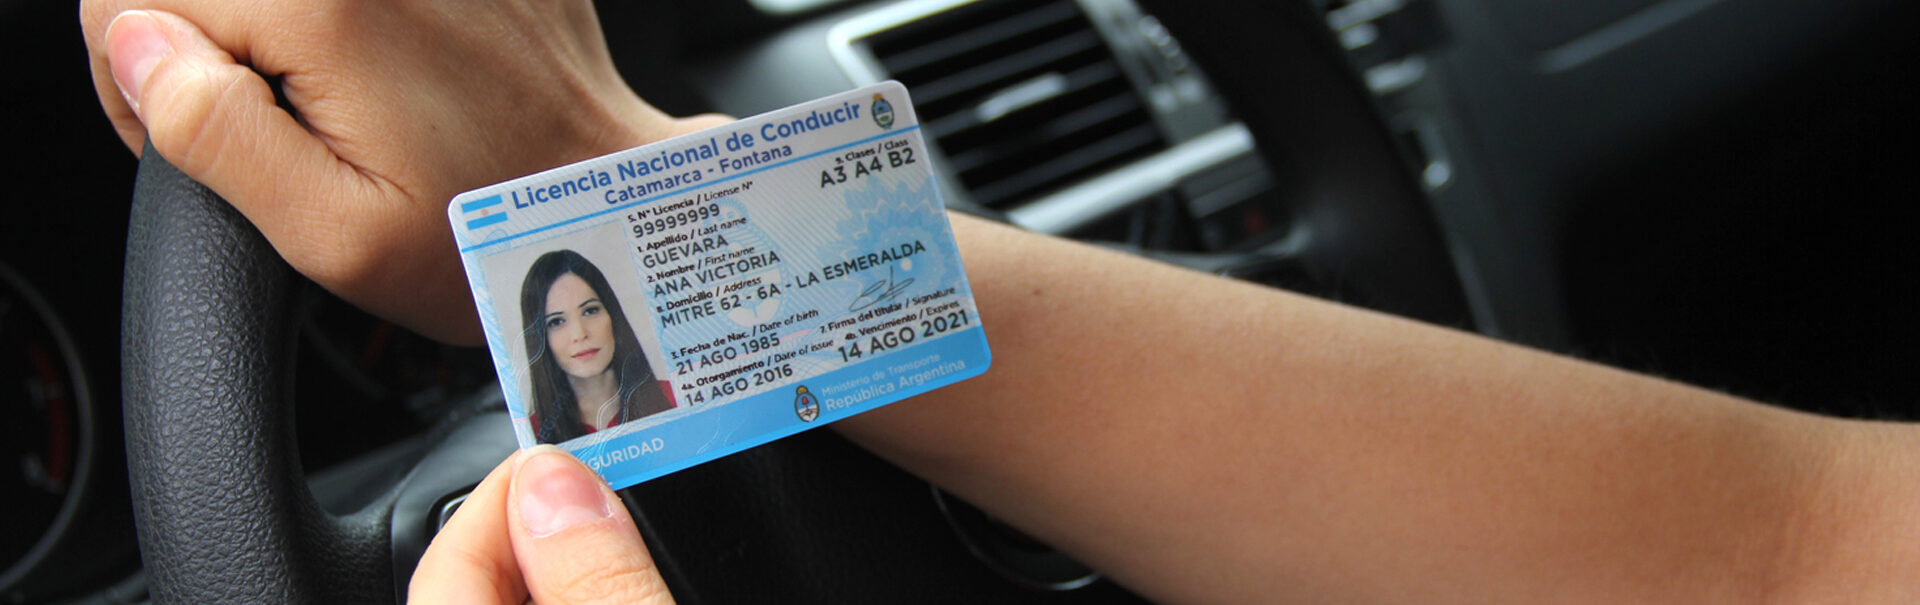 Licencia Nacional de Conducir
Catamarca - Fontana
9. Clases / Class
A3 A4 B2
5. N° Licencia / License N°
99999999
1. Apellido / Last name
GUEVARA
2. Nombre / First name
ANA VICTORIA
8. Domicilio / Address
MITRE 62 - 6A - LA ESMERALDA
3. Fecha de Nac. / Date of birth
21 AGO 1985
7. Firma del titular / Signature
4a. Otorgamiento / Date of issue
14 AGO 2016
4b. Vencimiento / Expires
14 AGO 2021
Ministerio de Transporte
República Argentina
GURIDAD